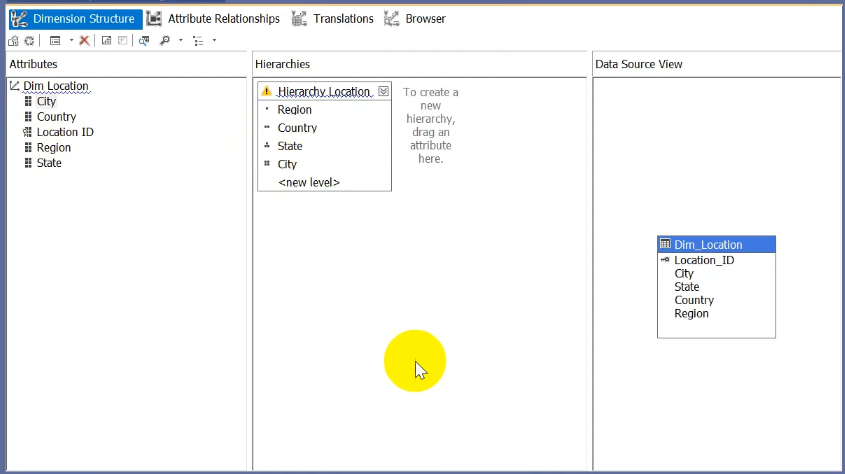 Dimension Structure Attribute Relationships Translations Browser
Attributes
Dim Location
City
Country
Location ID
Region
State
Hierarchies
Hierarchy Location
Region
Country
State
City
<new level>
To create a
new
hierarchy,
drag an
attribute
here.
Data Source View
Dim_Location
Location_ID
City
State
Country
Region